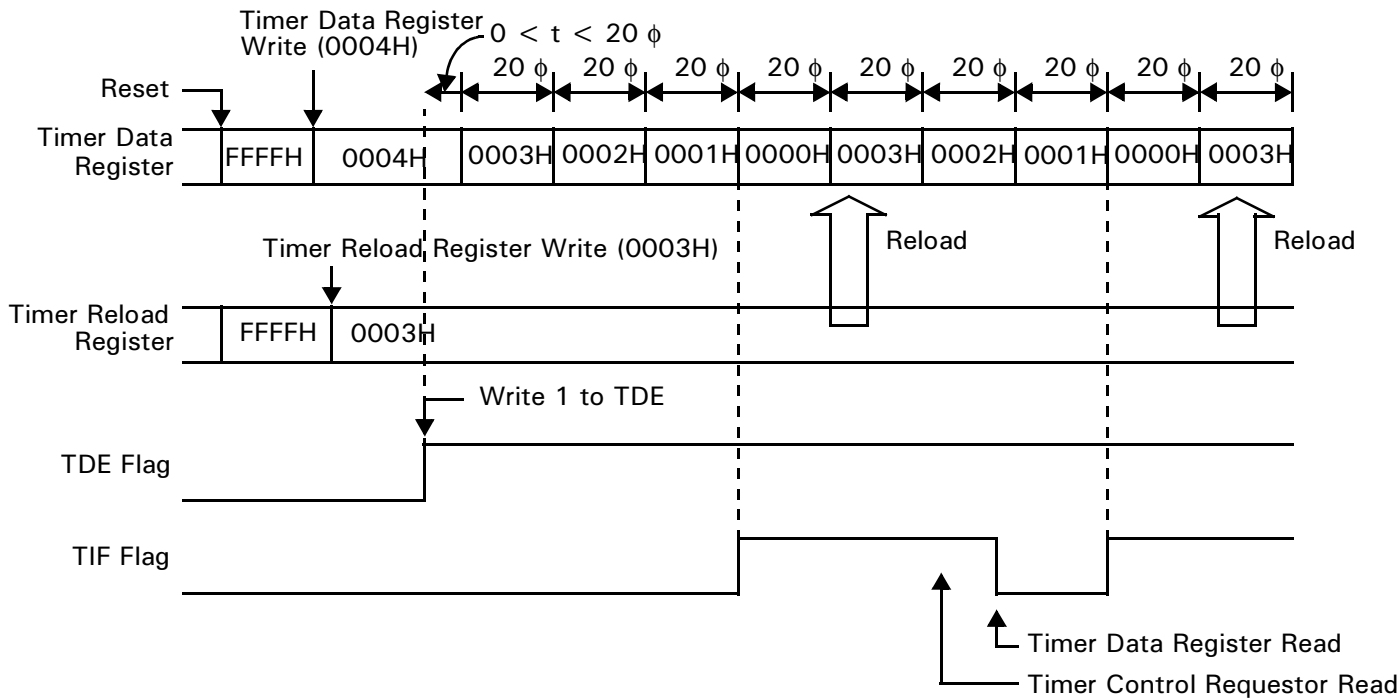 Timer Data Register
Write (0004H)
0 < t < 20 ϕ
20 ϕ 20 ϕ 20 ϕ 20 ϕ 20 ϕ 20 ϕ 20 ϕ 20 ϕ 20 ϕ
Reset
Timer Data
Register
FFFFH 0004H 0003H 0002H 0001H 0000H 0003H 0002H 0001H 0000H 0003H
Reload Reload
Timer Reload Register Write (0003H)
Timer Reload
Register
FFFFH 0003H
Write 1 to TDE
TDE Flag
TIF Flag
Timer Data Register Read
Timer Control Requestor Read